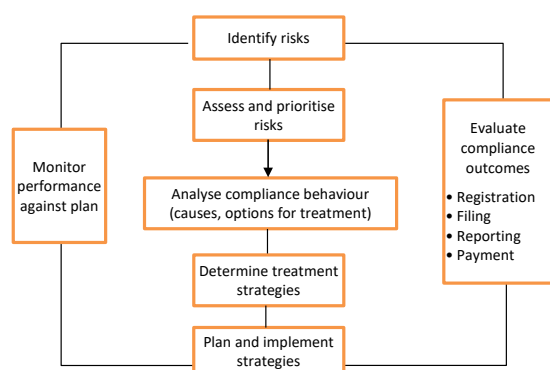 Identify risks
Assess and prioritise
risks
Monitor
performance
against plan
Analyse compliance behaviour
(causes, options for treatment)
Evaluate
compliance
outcomes
• Registration
• Filing
• Reporting
• Payment
Determine treatment
strategies
Plan and implement
strategies